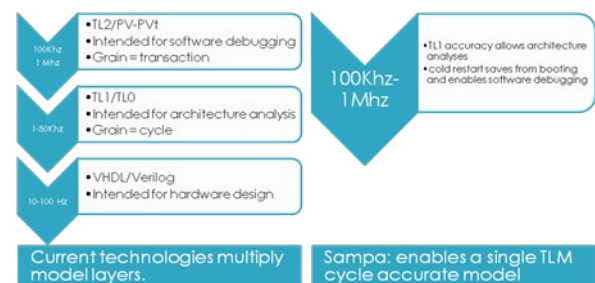 100Khz
1 Mhz
•TL2/PV-PVt
•Intended for software debugging
•Grain = transaction
1-50Khz
•TL1/TL0
•Intended for architecture analysis
•Grain = cycle
10-100 Hz
•VHDL/Verilog
•Intended for hardware design
Current technologies multiply
model layers.
100Khz-
1Mhz
•TL1 accuracy allows architecture
analyses
•cold restart saves from booting
and enables software debugging
Sampa: enables a single TLM
cycle accurate model